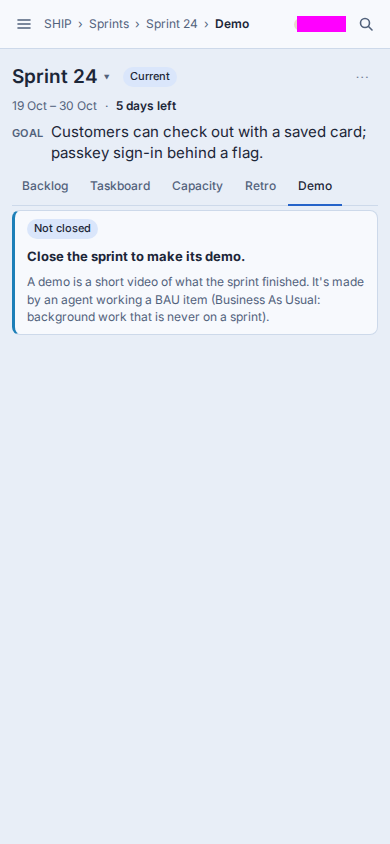 SHIP › Sprints › Sprint 24 › Demo
Sprint 24 ▾ Current ...
19 Oct – 30 Oct · 5 days left
GOAL Customers can check out with a saved card;
passkey sign-in behind a flag.
Backlog Taskboard Capacity Retro Demo
Not closed
Close the sprint to make its demo.
A demo is a short video of what the sprint finished. It's made
by an agent working a BAU item (Business As Usual:
background work that is never on a sprint).